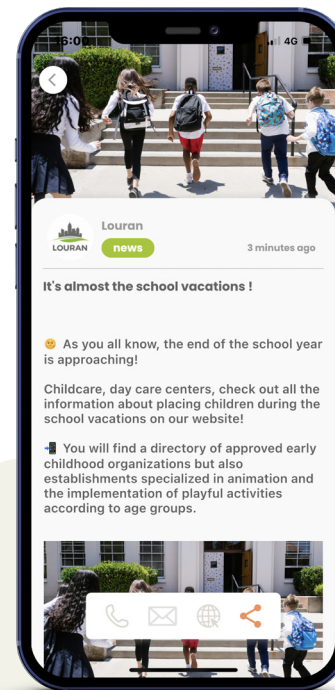 6:00
4G
Louran
LOURAN
news
3 minutes ago
It's almost the school vacations !
As you all know, the end of the school year
is approaching!
Childcare, day care centers, check out all the
information about placing children during the
school vacations on our website!
You will find a directory of approved early
childhood organizations but also
establishments specialized in animation and
the implementation of playful activities
according to age groups.